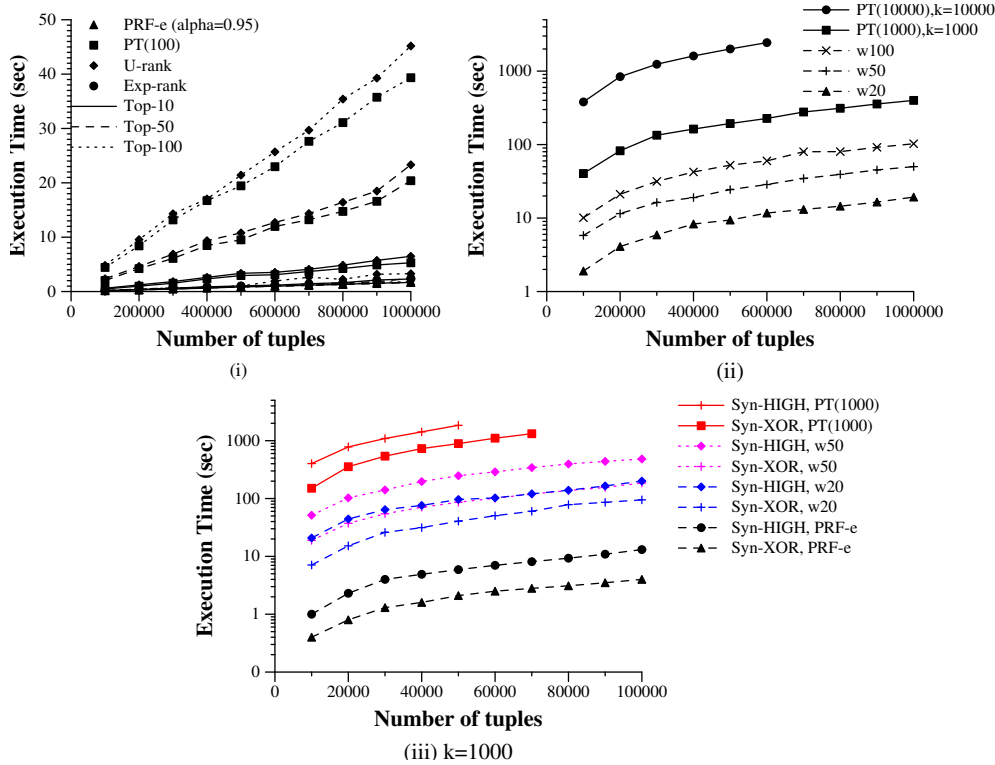 50
40
30
20
10
0
Execution Time (sec)
PRF-e (alpha=0.95)
PT(100)
U-rank
Exp-rank
Top-10
Top-50
Top-100
0
200000
400000
600000
800000
1000000
Number of tuples
(i)
1000
100
10
1
Execution Time (sec)
PT(10000),k=10000
PT(1000),k=1000
w100
w50
w20
0
200000
400000
600000
800000
1000000
Number of tuples
(ii)
1000
100
10
1
0
Execution Time (sec)
0
20000
40000
60000
80000
100000
Number of tuples
Syn-HIGH, PT(1000)
Syn-XOR, PT(1000)
Syn-HIGH, w50
Syn-XOR, w50
Syn-HIGH, w20
Syn-XOR, w20
Syn-HIGH, PRF-e
Syn-XOR, PRF-e
(iii) k=1000